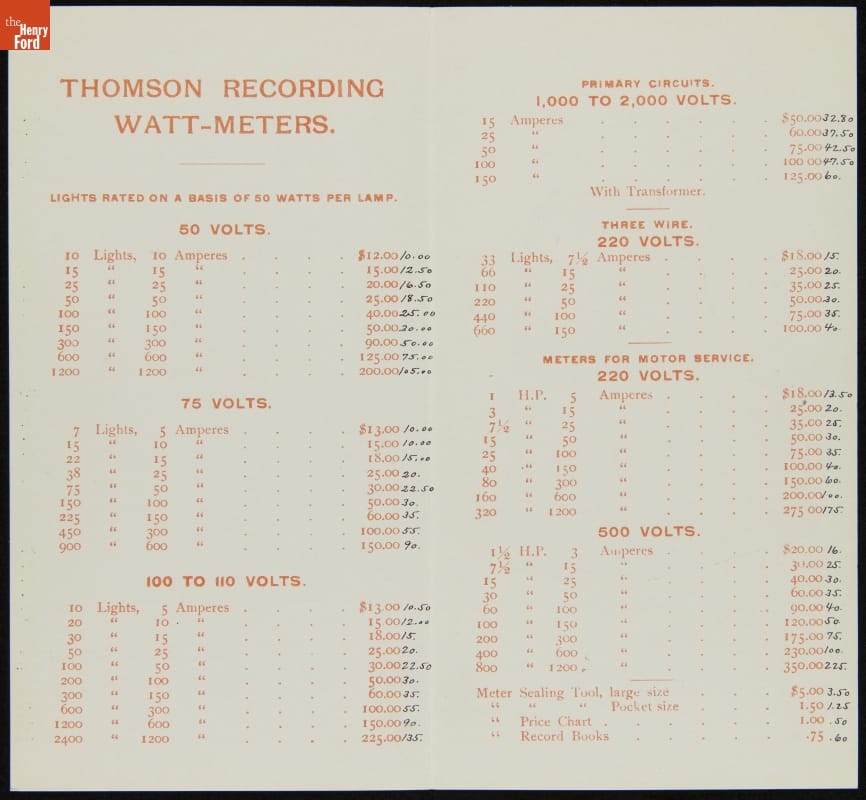 the
Henry
Ford
THOMSON RECORDING
WATT-METERS.
LIGHTS RATED ON A BASIS OF 50 WATTS PER LAMP.
50 VOLTS.
10 Lights, 10 Amperes . . . . $12.00 10.00
15 “ 15 “ . . . . 15.00 12.50
25 “ 25 “ . . . . 20.00 16.50
50 “ 50 “ . . . . 25.00 18.50
100 “ 100 “ . . . . 40.00 25.00
150 “ 150 “ . . . . 50.00 30.00
300 “ 300 “ . . . . 90.00 50.00
600 “ 600 “ . . . . 125.00 75.00
1200 “ 1200 “ . . . . 200.00 105.00
75 VOLTS.
7 Lights, 5 Amperes . . . . $13.00 10.00
15 “ 10 “ . . . . 15.00 10.00
22 “ 15 “ . . . . 18.00 15.00
38 “ 25 “ . . . . 25.00 20.
75 “ 50 “ . . . . 30.00 22.50
150 “ 100 “ . . . . 50.00 30.
225 “ 150 “ . . . . 60.00 35.
450 “ 300 “ . . . . 100.00 55.
900 “ 600 “ . . . . 150.00 90.
100 TO 110 VOLTS.
10 Lights, 5 Amperes . . . . $13.00 10.50
20 “ 10 “ . . . . 15 00 12.00
30 “ 15 “ . . . . 18.00 15.
50 “ 25 “ . . . . 25.00 20.
100 “ 50 “ . . . . 30.00 22.50
200 “ 100 “ . . . . 50.00 30.
300 “ 150 “ . . . . 60.00 35.
600 “ 300 “ . . . . 100.00 55.
1200 “ 600 “ . . . . 150.00 90.
2400 “ 1200 “ . . . . 225.00 135.
PRIMARY CIRCUITS.
1,000 TO 2,000 VOLTS.
15 Amperes . . . . . . $50.00 32.80
25 “ . . . . . . 60.00 37.50
50 “ . . . . . . 75.00 42.50
100 “ . . . . . . 100 00 47.50
150 “ . . . . . . 125.00 60.
With Transformer.
THREE WIRE.
220 VOLTS.
33 Lights, 7½ Amperes . . . . $18.00 15.
66 “ 15 “ . . . . 25.00 20.
110 “ 25 “ . . . . 35.00 25.
220 “ 50 “ . . . . 50.00 30.
440 “ 100 “ . . . . 75.00 35.
660 “ 150 “ . . . . 100.00 40.
METERS FOR MOTOR SERVICE.
220 VOLTS.
1 H.P. 5 Amperes . . . . $18.00 13.50
3 “ 15 “ . . . . 25.00 20.
7½ “ 25 “ . . . . 35.00 25.
15 “ 50 “ . . . . 50.00 30.
25 “ 100 “ . . . . 75.00 35.
40 “ 150 “ . . . . 100.00 40.
80 “ 300 “ . . . . 150.00 60.
160 “ 600 “ . . . . 200.00 100.
320 “ 1200 “ . . . . 275 00 175.
500 VOLTS.
1½ H.P. 3 Amperes . . . . $20.00 16.
7½ “ 15 “ . . . . 30.00 25.
15 “ 25 “ . . . . 40.00 30.
30 “ 50 “ . . . . 60.00 35.
60 “ 100 “ . . . . 90.00 40.
100 “ 150 “ . . . . 120.00 50.
200 “ 300 “ . . . . 175.00 75.
400 “ 600 “ . . . . 230.00 100.
800 “ 1200 “ . . . . 350.00 225.
Meter Sealing Tool, large size . . . $5.00 3.50
“ “ “ Pocket size . . . 1.50 1.25
“ Price Chart . . . . . 1.00 .50
“ Record Books . . . . . .75 .60